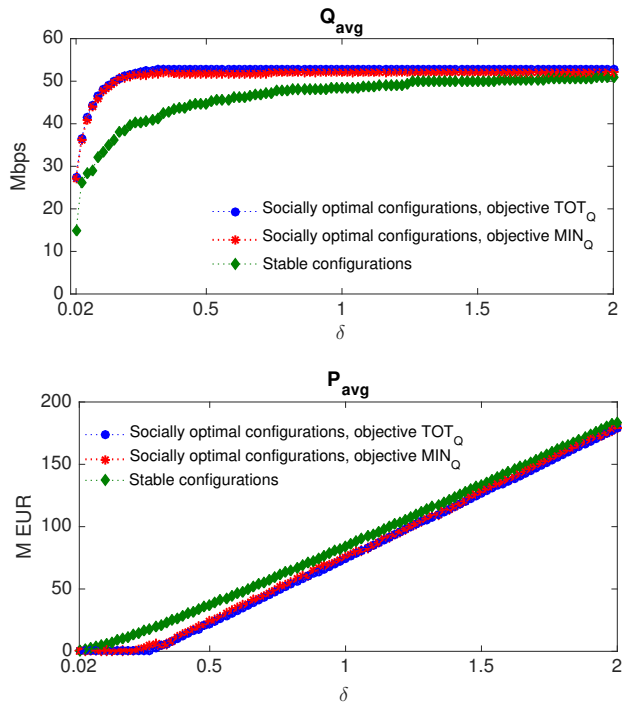 Q_avg
60
50
40
30
20
10
0
Mbps
Socially optimal configurations, objective TOT_Q
Socially optimal configurations, objective MIN_Q
Stable configurations
0.02 0.5 1 1.5 2
δ
P_avg
200
150
100
50
0
M EUR
Socially optimal configurations, objective TOT_Q
Socially optimal configurations, objective MIN_Q
Stable configurations
0.02 0.5 1 1.5 2
δ